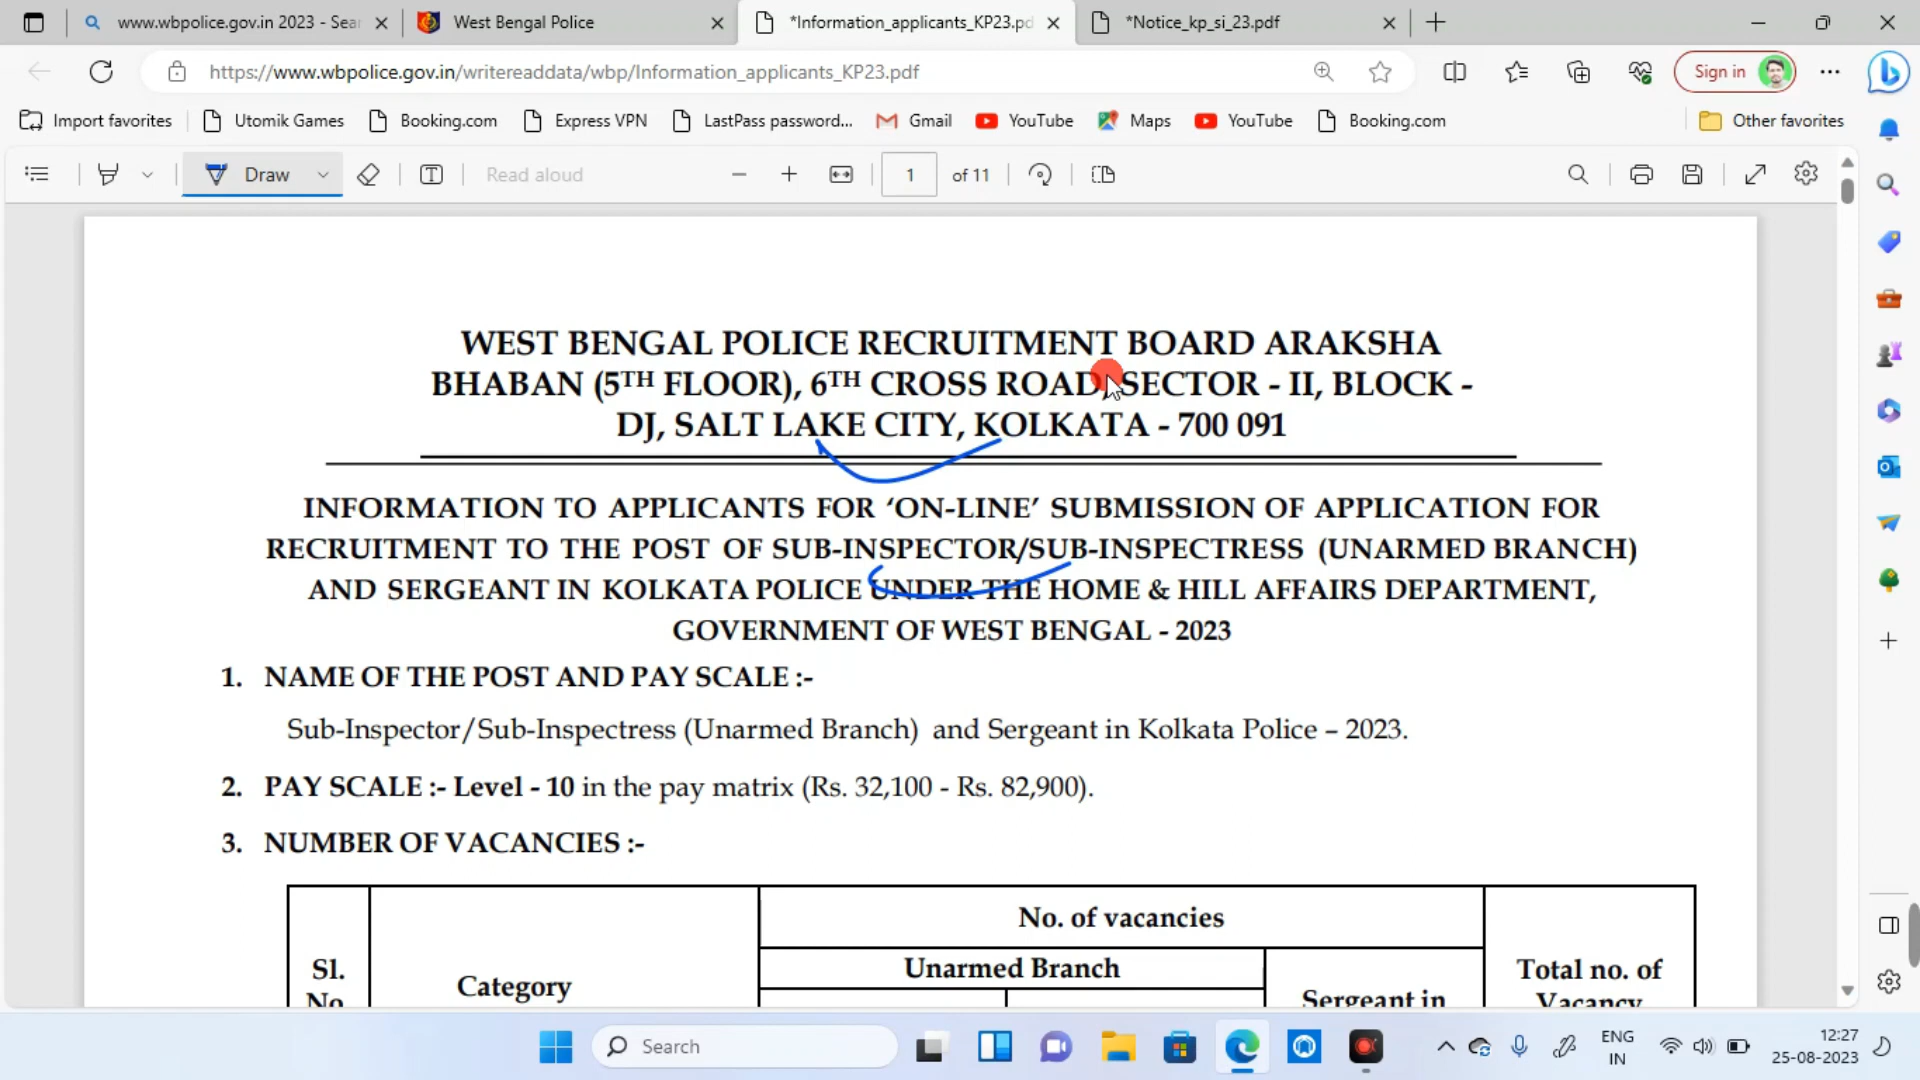 www.wbpolice.gov.in 2023 - Sea
West Bengal Police
*Information_applicants_KP23.pd
*Notice_kp_si_23.pdf
https://www.wbpolice.gov.in/writereaddata/wbp/Information_applicants_KP23.pdf
Sign in
Import favorites
Utomik Games
Booking.com
Express VPN
LastPass password...
Gmail
YouTube
Maps
YouTube
Booking.com
Other favorites
Draw
Read aloud
1 of 11
WEST BENGAL POLICE RECRUITMENT BOARD ARAKSHA
BHABAN (5TH FLOOR), 6TH CROSS ROAD, SECTOR - II, BLOCK -
DJ, SALT LAKE CITY, KOLKATA - 700 091
INFORMATION TO APPLICANTS FOR ‘ON-LINE’ SUBMISSION OF APPLICATION FOR
RECRUITMENT TO THE POST OF SUB-INSPECTOR/SUB-INSPECTRESS (UNARMED BRANCH)
AND SERGEANT IN KOLKATA POLICE UNDER THE HOME & HILL AFFAIRS DEPARTMENT,
GOVERNMENT OF WEST BENGAL - 2023
1. NAME OF THE POST AND PAY SCALE :-
Sub-Inspector/Sub-Inspectress (Unarmed Branch) and Sergeant in Kolkata Police – 2023.
2. PAY SCALE :- Level - 10 in the pay matrix (Rs. 32,100 - Rs. 82,900).
3. NUMBER OF VACANCIES :-
No. of vacancies
Unarmed Branch
Sl.
No
Category
Sergeant in
Total no. of
Vacancy
Search
ENG
IN
12:27
25-08-2023